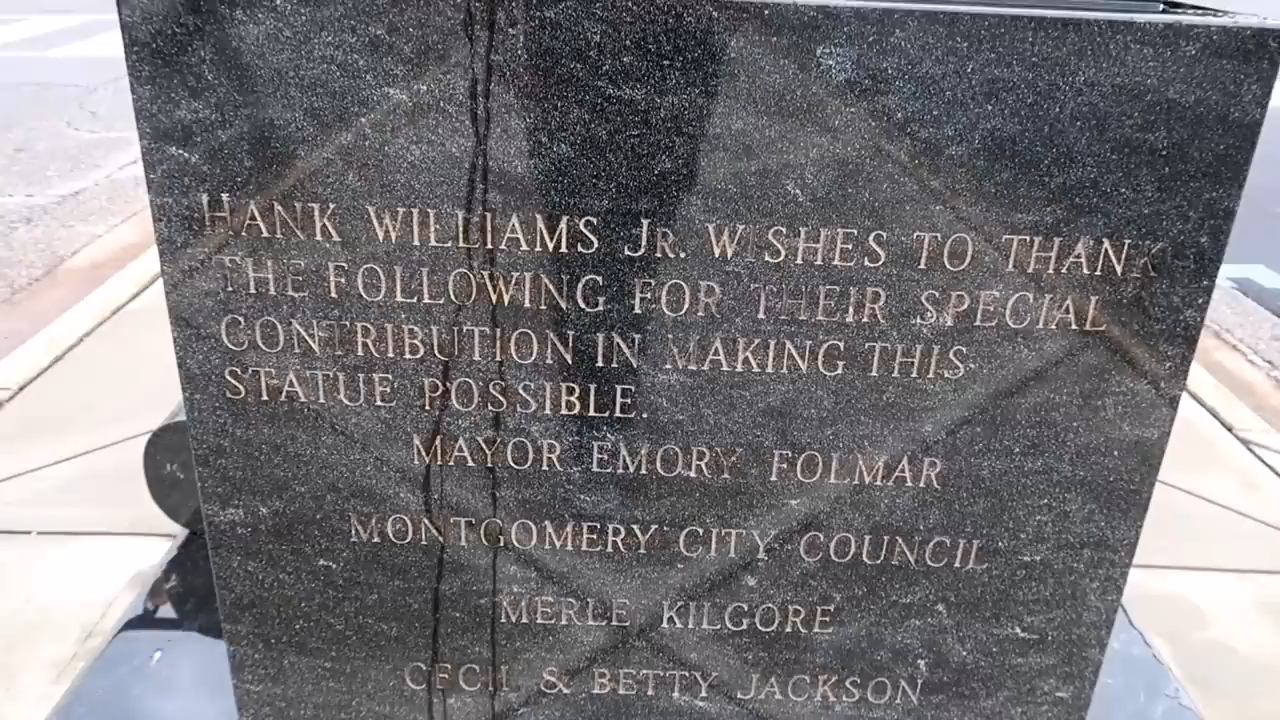 HANK WILLIAMS JR. WISHES TO THANK
THE FOLLOWING FOR THEIR SPECIAL
CONTRIBUTION IN MAKING THIS
STATUE POSSIBLE.
MAYOR EMORY FOLMAR
MONTGOMERY CITY COUNCIL
MERLE KILGORE
CECIL & BETTY JACKSON